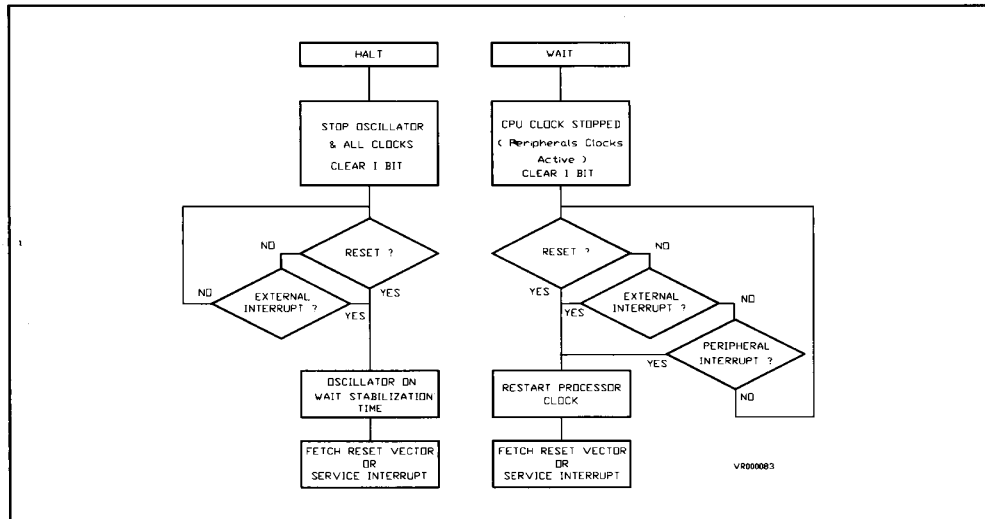 HALT
STOP OSCILLATOR
& ALL CLOCKS
CLEAR I BIT
RESET ?
NO
YES
EXTERNAL
INTERRUPT ?
NO
YES
OSCILLATOR ON
WAIT STABILIZATION
TIME
FETCH RESET VECTOR
OR
SERVICE INTERRUPT
WAIT
CPU CLOCK STOPPED
( Peripherals Clocks
Active )
CLEAR I BIT
RESET ?
NO
YES
EXTERNAL
INTERRUPT ?
NO
YES
PERIPHERAL
INTERRUPT ?
YES
NO
RESTART PROCESSOR
CLOCK
FETCH RESET VECTOR
OR
SERVICE INTERRUPT
VR000083
1